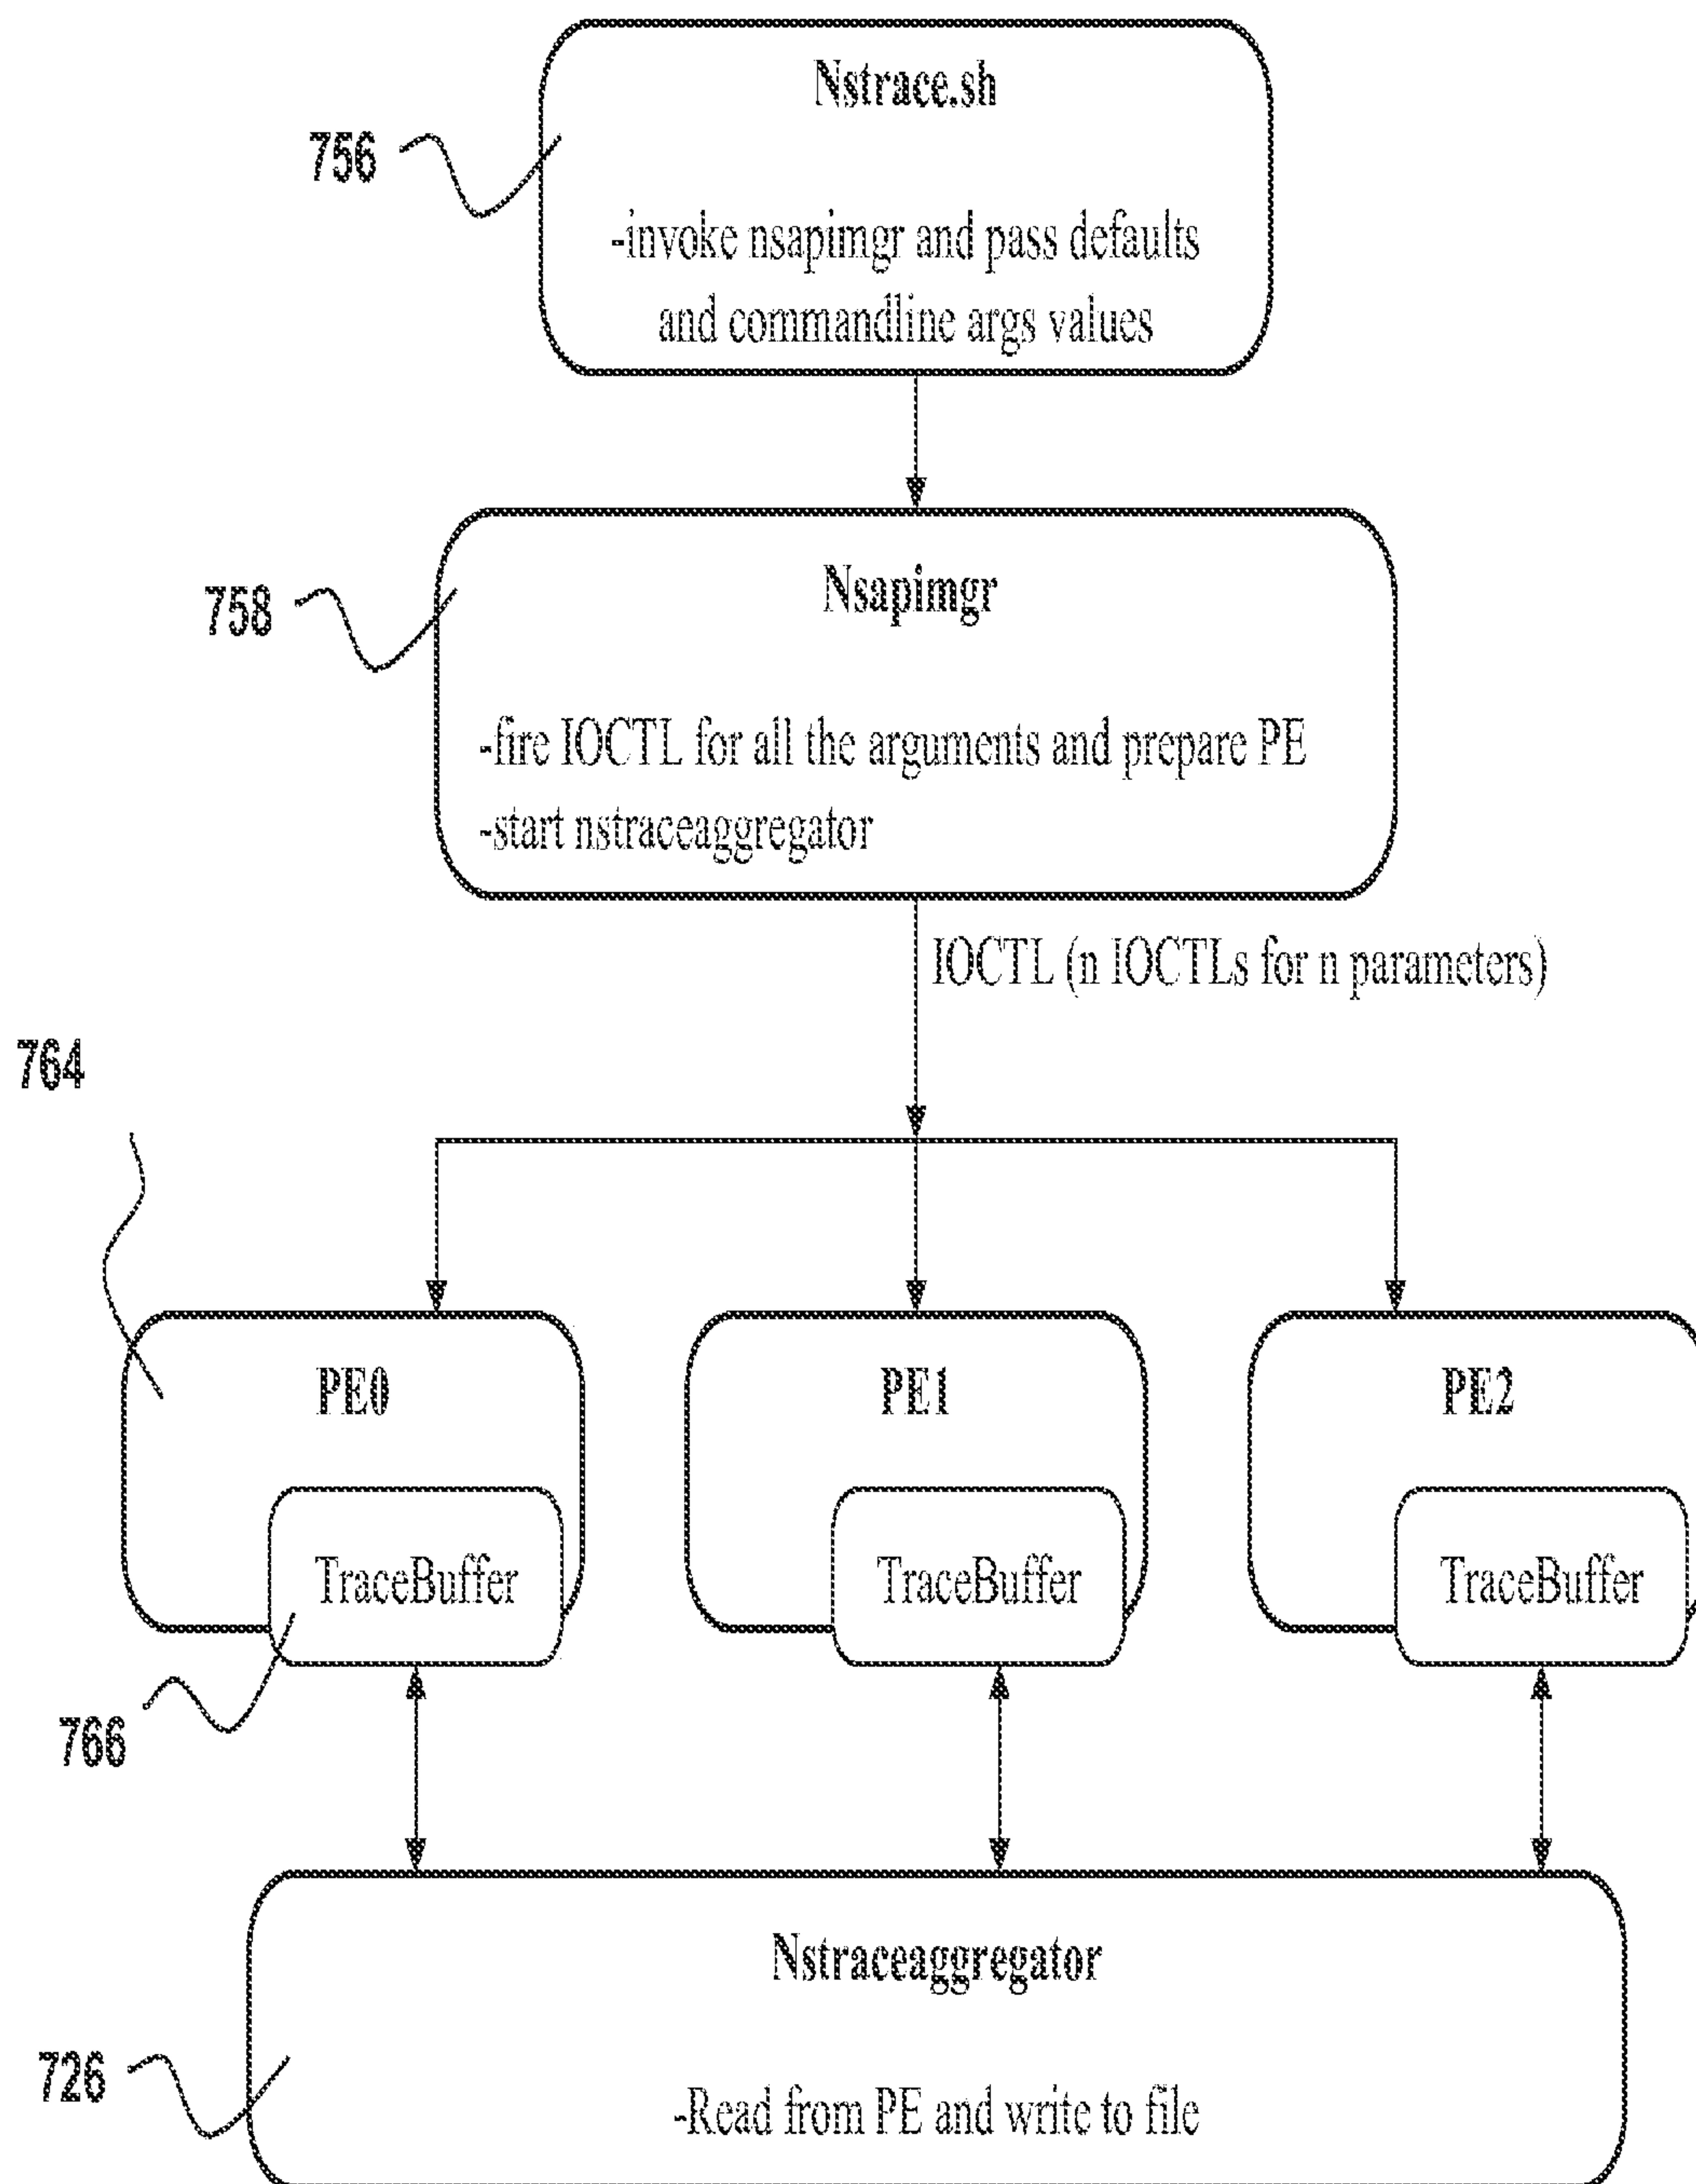 Nstrace.sh
756
-invoke nsapimgr and pass defaults
and commandline args values
Nsapimgr
758
-fire IOCTL for all the arguments and prepare PE
-start nstraceaggregator
IOCTL (n IOCTLs for n parameters)
764
PE0
PE1
PE2
TraceBuffer
TraceBuffer
TraceBuffer
766
Nstraceaggregator
726
-Read from PE and write to file